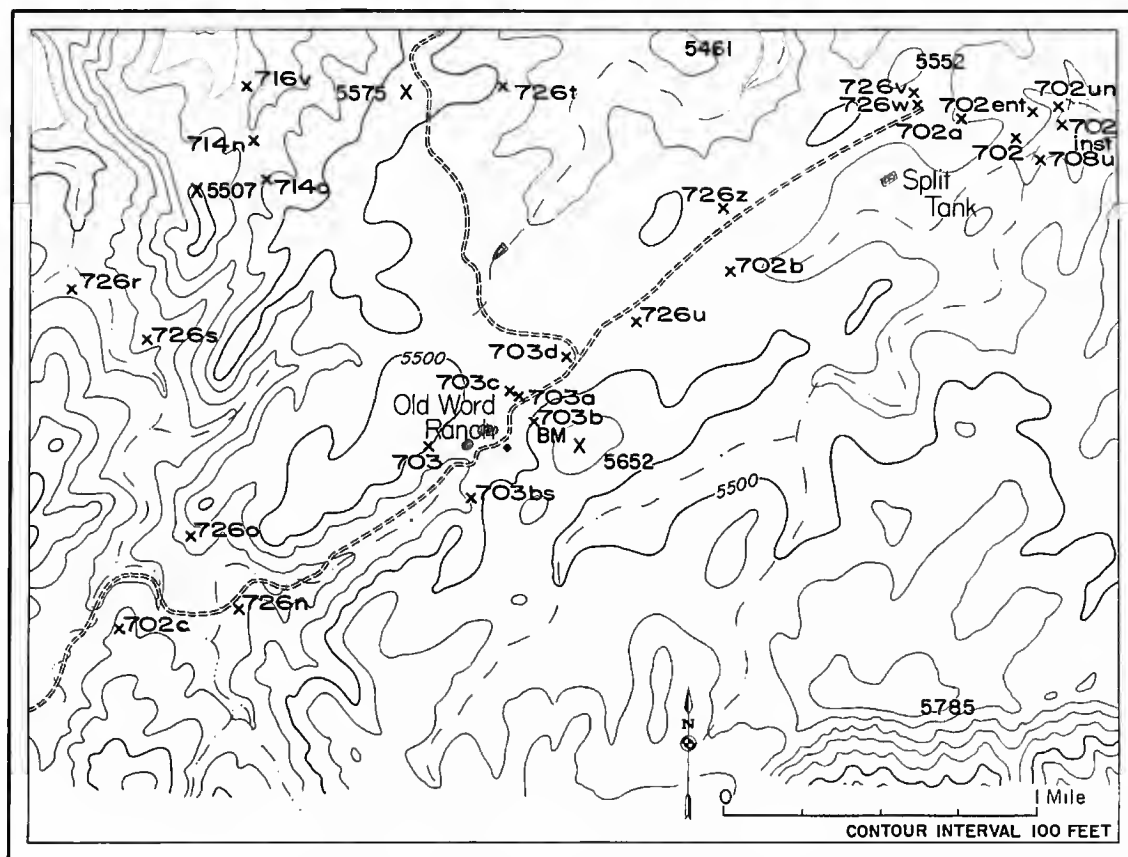 5461
5552
716v
5575
726t
726v
702un
726w
702ent
702a
702
inst
714n
702
708u
714o
5507
Split
Tank
726z
726r
702b
726u
726s
703d
5500
703c
703a
Old Word
Ranch
703b
BM
703
5652
5500
703bs
726o
726n
702c
5785
N
0
1 Mile
CONTOUR INTERVAL 100 FEET